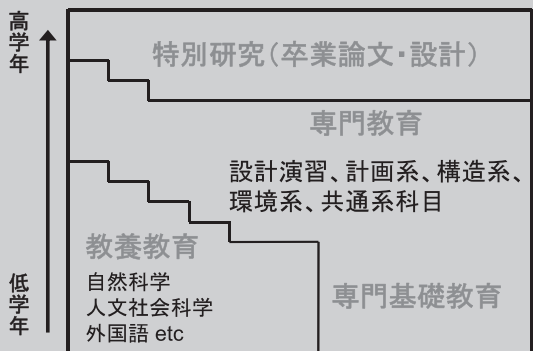 高学年
特別研究（卒業論文・設計）
専門教育
設計演習、計画系、構造系、
環境系、共通系科目
教養教育
自然科学
人文社会科学
外国語 etc
専門基礎教育
低学年